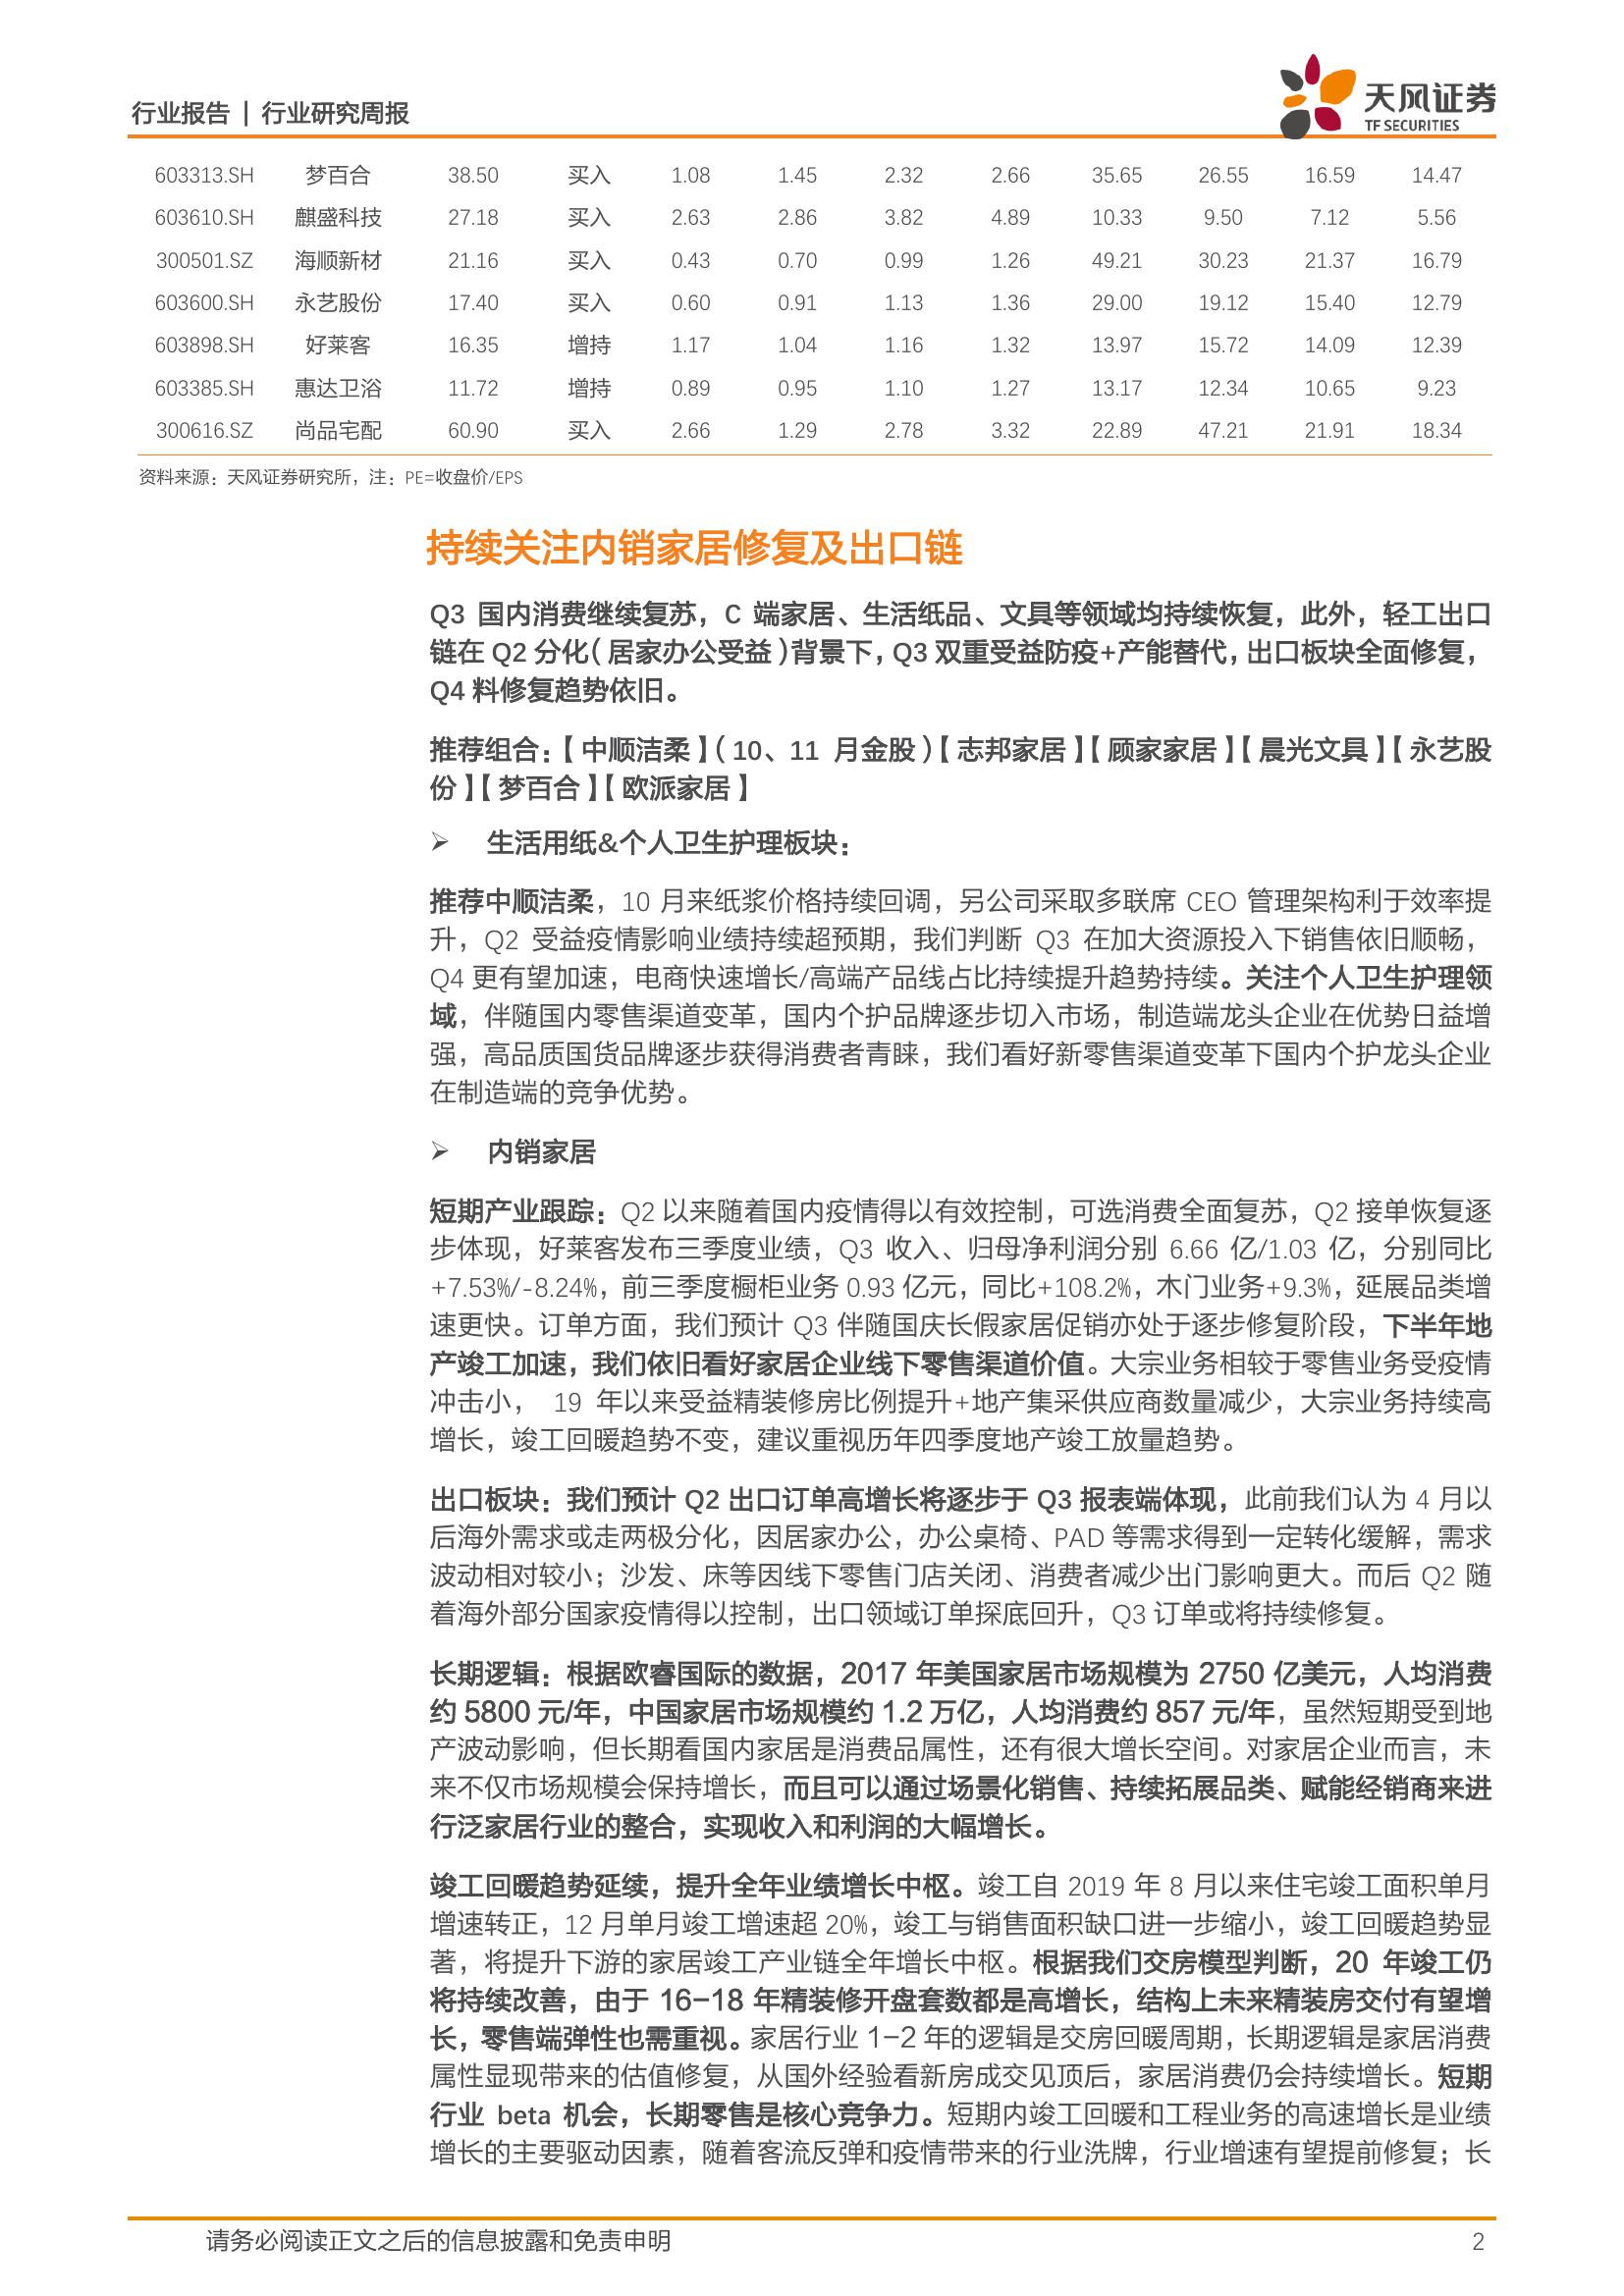 行业报告 | 行业研究周报
天风证券
TF SECURITIES
603313.SH 梦百合 38.50 买入 1.08 1.45 2.32 2.66 35.65 26.55 16.59 14.47
603610.SH 麒盛科技 27.18 买入 2.63 2.86 3.82 4.89 10.33 9.50 7.12 5.56
300501.SZ 海顺新材 21.16 买入 0.43 0.70 0.99 1.26 49.21 30.23 21.37 16.79
603600.SH 永艺股份 17.40 买入 0.60 0.91 1.13 1.36 29.00 19.12 15.40 12.79
603898.SH 好莱客 16.35 增持 1.17 1.04 1.16 1.32 13.97 15.72 14.09 12.39
603385.SH 惠达卫浴 11.72 增持 0.89 0.95 1.10 1.27 13.17 12.34 10.65 9.23
300616.SZ 尚品宅配 60.90 买入 2.66 1.29 2.78 3.32 22.89 47.21 21.91 18.34
资料来源：天风证券研究所，注：PE=收盘价/EPS
持续关注内销家居修复及出口链
Q3 国内消费继续复苏，C 端家居、生活纸品、文具等领域均持续恢复，此外，轻工出口
链在 Q2 分化（居家办公受益）背景下，Q3 双重受益防疫+产能替代，出口板块全面修复，
Q4 料修复趋势依旧。
推荐组合：【中顺洁柔】（10、11 月金股）【志邦家居】【顾家家居】【晨光文具】【永艺股
份】【梦百合】【欧派家居】
➢ 生活用纸&个人卫生护理板块：
推荐中顺洁柔，10 月来纸浆价格持续回调，另公司采取多联席 CEO 管理架构利于效率提
升，Q2 受益疫情影响业绩持续超预期，我们判断 Q3 在加大资源投入下销售依旧顺畅，
Q4 更有望加速，电商快速增长/高端产品线占比持续提升趋势持续。关注个人卫生护理领
域，伴随国内零售渠道变革，国内个护品牌逐步切入市场，制造端龙头企业在优势日益增
强，高品质国货品牌逐步获得消费者青睐，我们看好新零售渠道变革下国内个护龙头企业
在制造端的竞争优势。
➢ 内销家居
短期产业跟踪：Q2 以来随着国内疫情得以有效控制，可选消费全面复苏，Q2 接单恢复逐
步体现，好莱客发布三季度业绩，Q3 收入、归母净利润分别 6.66 亿/1.03 亿，分别同比
+7.53%/-8.24%，前三季度橱柜业务 0.93 亿元，同比+108.2%，木门业务+9.3%，延展品类增
速更快。订单方面，我们预计 Q3 伴随国庆长假家居促销亦处于逐步修复阶段，下半年地
产竣工加速，我们依旧看好家居企业线下零售渠道价值。大宗业务相较于零售业务受疫情
冲击小， 19 年以来受益精装修房比例提升+地产集采供应商数量减少，大宗业务持续高
增长，竣工回暖趋势不变，建议重视历年四季度地产竣工放量趋势。
出口板块：我们预计 Q2 出口订单高增长将逐步于 Q3 报表端体现，此前我们认为 4 月以
后海外需求或走两极分化，因居家办公，办公桌椅、PAD 等需求得到一定转化缓解，需求
波动相对较小；沙发、床等因线下零售门店关闭、消费者减少出门影响更大。而后 Q2 随
着海外部分国家疫情得以控制，出口领域订单探底回升，Q3 订单或将持续修复。
长期逻辑：根据欧睿国际的数据，2017 年美国家居市场规模为 2750 亿美元，人均消费
约 5800 元/年，中国家居市场规模约 1.2 万亿，人均消费约 857 元/年，虽然短期受到地
产波动影响，但长期看国内家居是消费品属性，还有很大增长空间。对家居企业而言，未
来不仅市场规模会保持增长，而且可以通过场景化销售、持续拓展品类、赋能经销商来进
行泛家居行业的整合，实现收入和利润的大幅增长。
竣工回暖趋势延续，提升全年业绩增长中枢。竣工自 2019 年 8 月以来住宅竣工面积单月
增速转正，12 月单月竣工增速超 20%，竣工与销售面积缺口进一步缩小，竣工回暖趋势显
著，将提升下游的家居竣工产业链全年增长中枢。根据我们交房模型判断，20 年竣工仍
将持续改善，由于 16-18 年精装修开盘套数都是高增长，结构上未来精装房交付有望增
长，零售端弹性也需重视。家居行业 1-2 年的逻辑是交房回暖周期，长期逻辑是家居消费
属性显现带来的估值修复，从国外经验看新房成交见顶后，家居消费仍会持续增长。短期
行业 beta 机会，长期零售是核心竞争力。短期内竣工回暖和工程业务的高速增长是业绩
增长的主要驱动因素，随着客流反弹和疫情带来的行业洗牌，行业增速有望提前修复；长
请务必阅读正文之后的信息披露和免责申明 2